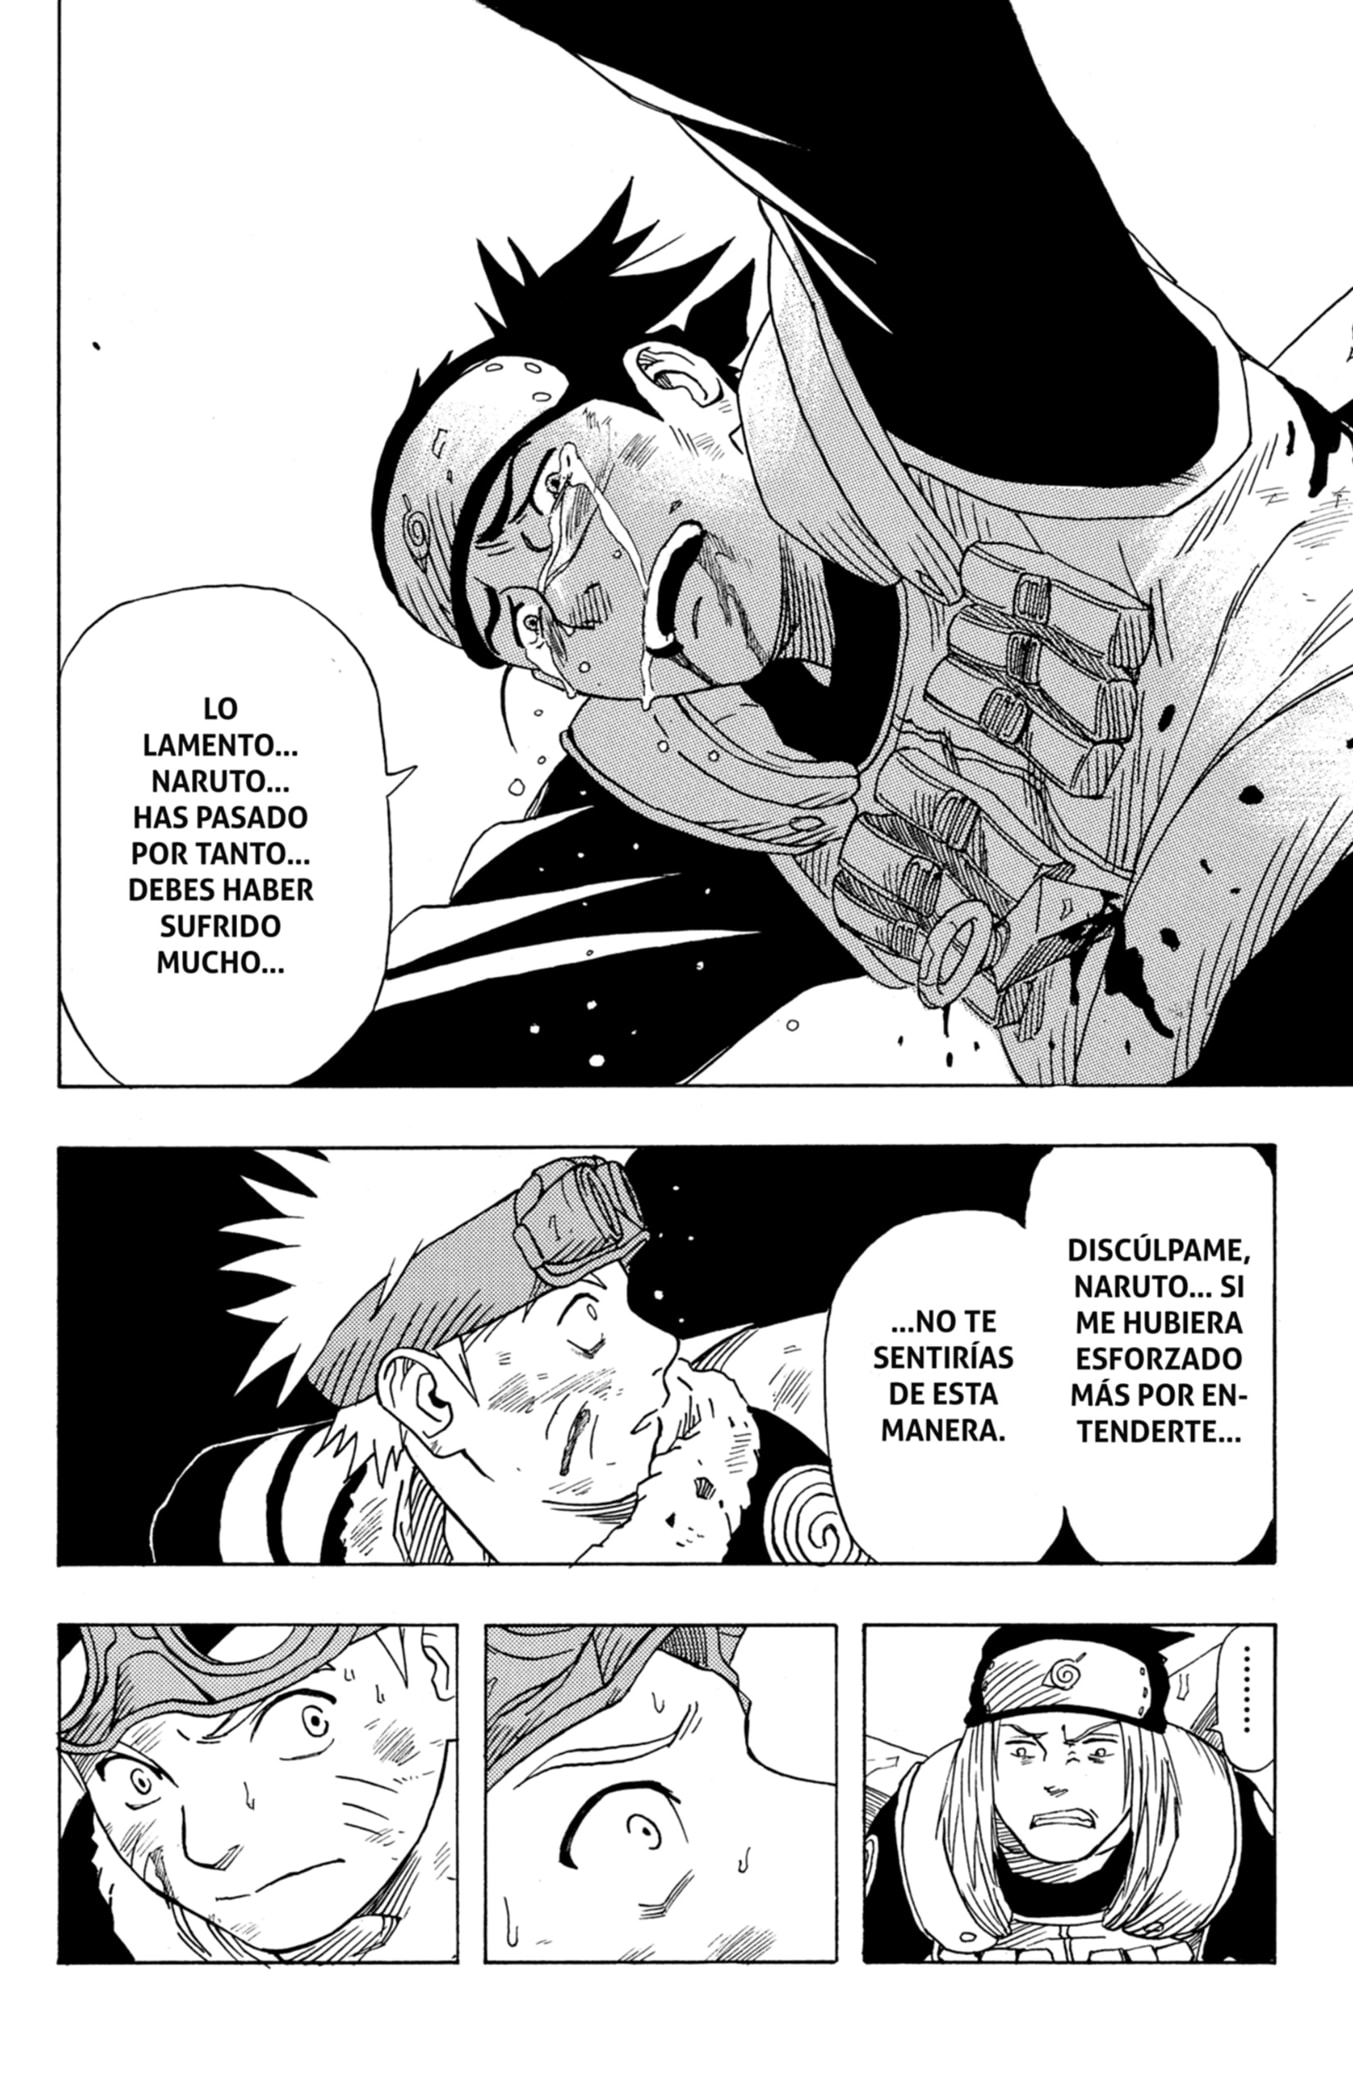 LO
LAMENTO...
NARUTO...
HAS PASADO
POR TANTO...
DEBES HABER
SUFRIDO
MUCHO...
DISCÚLPAME,
NARUTO... SI
ME HUBIERA
ESFORZADO
MÁS POR EN-
TENDERTE...
...NO TE
SENTIRÍAS
DE ESTA
MANERA.
.........